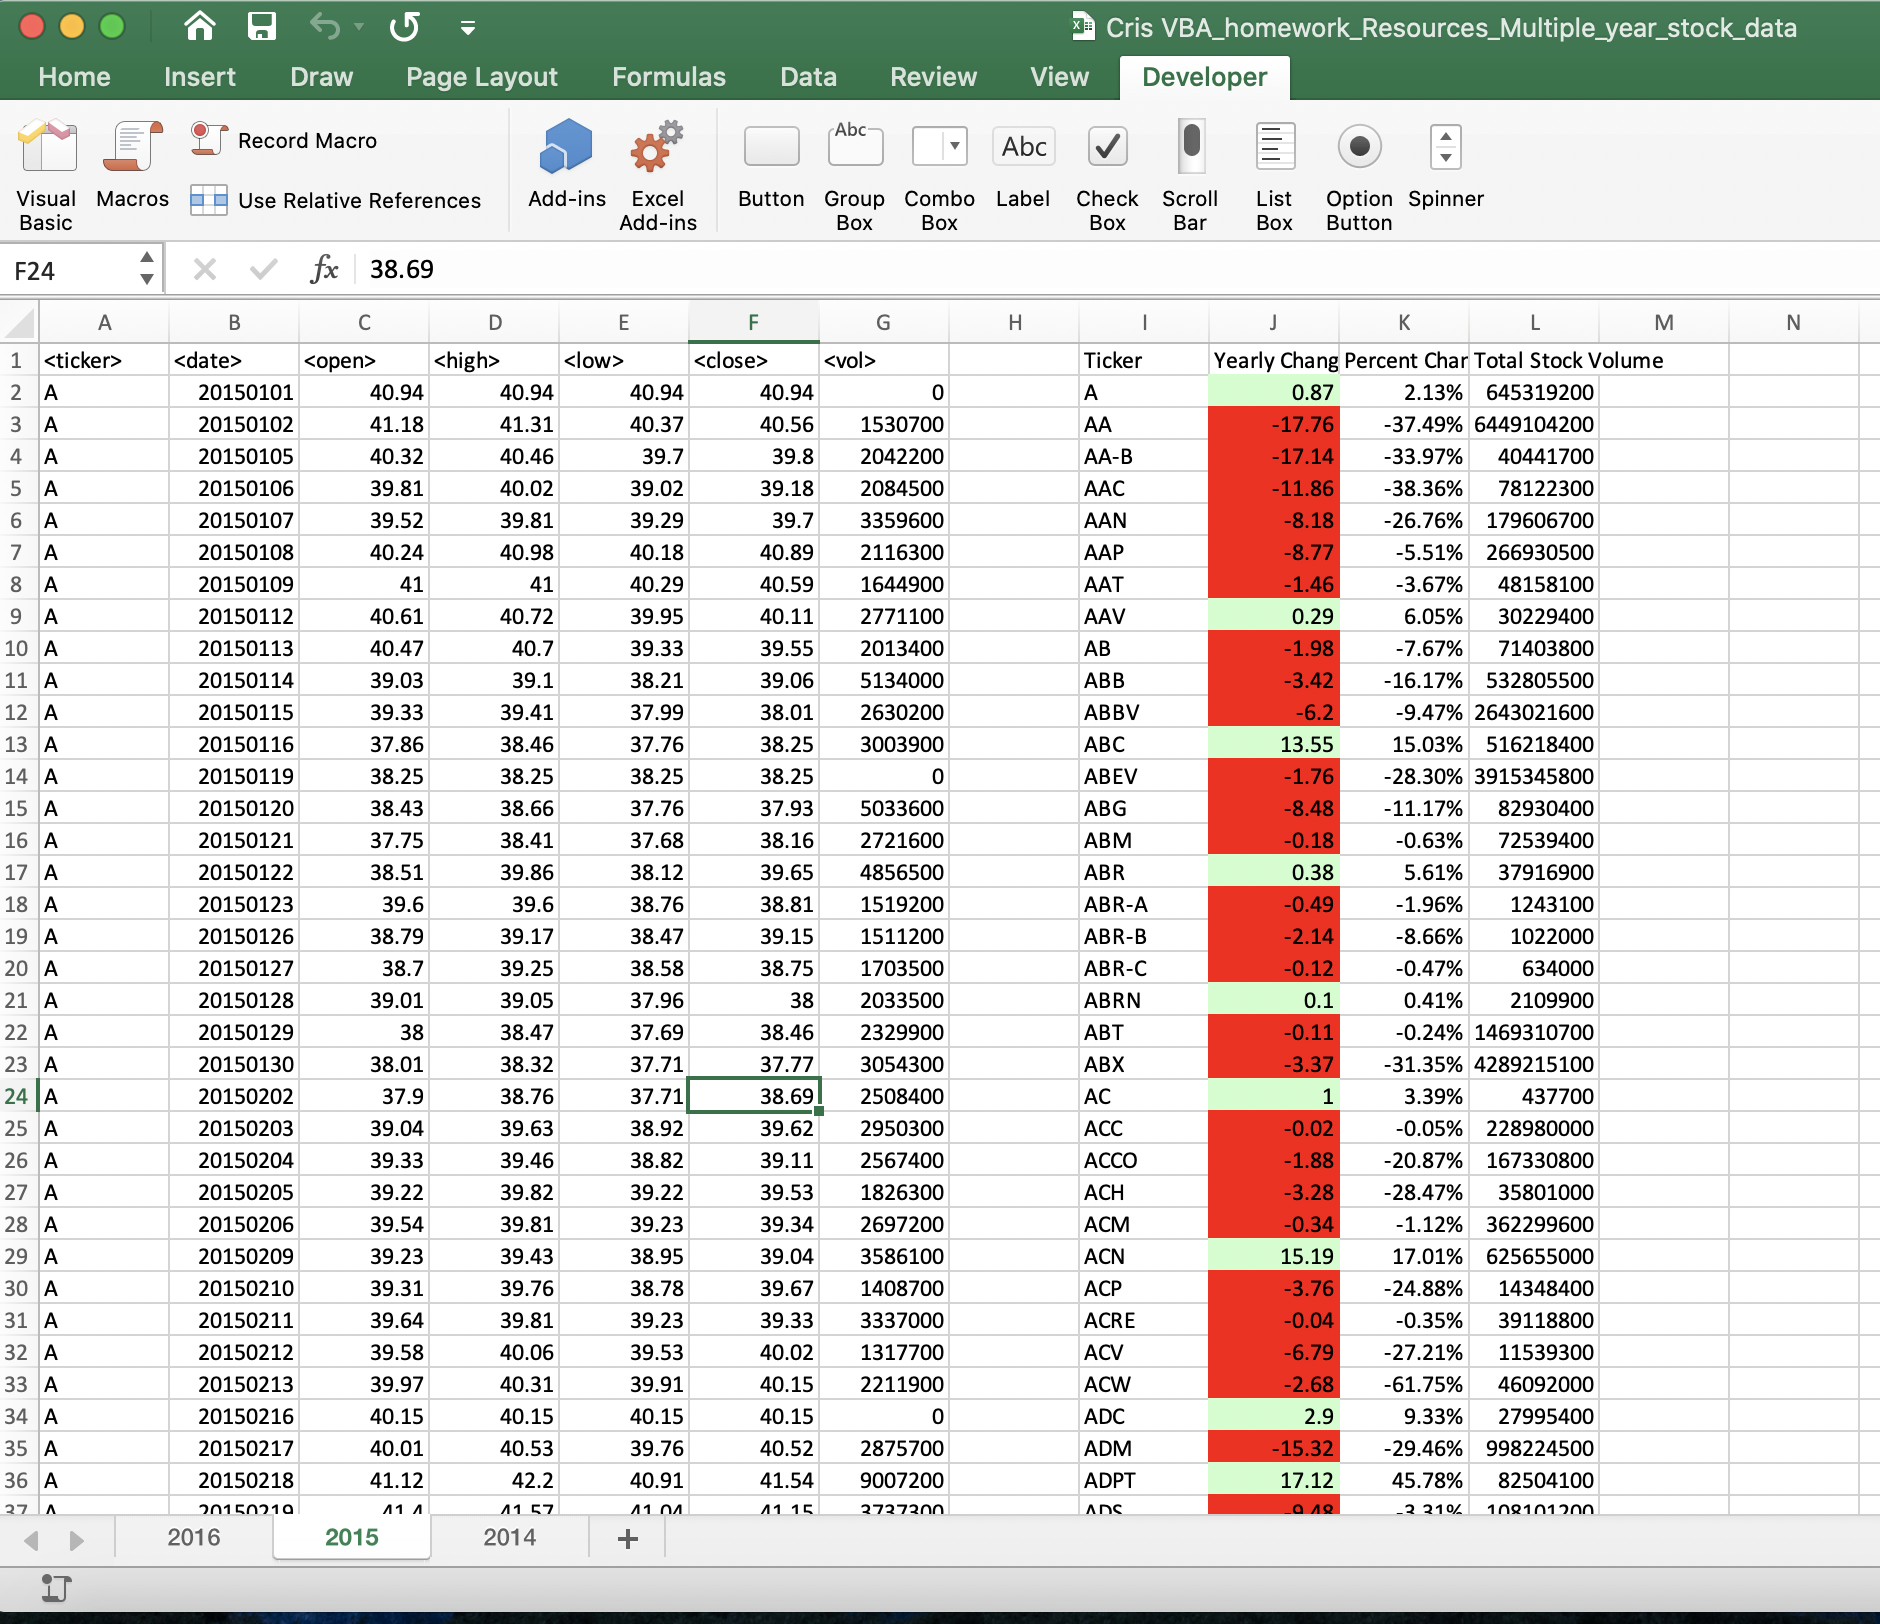 Cris VBA_homework_Resources_Multiple_year_stock_data
Home Insert Draw Page Layout Formulas Data Review View Developer
Visual Basic Macros Record Macro Use Relative References Add-ins Excel Add-ins Button Abc Group Box Combo Box Abc Label Check Box Scroll Bar List Box Option Button Spinner
F24 fx 38.69
A B C D E F G H I J K L M N
1 <ticker> <date> <open> <high> <low> <close> <vol> Ticker Yearly Chang Percent Char Total Stock Volume
2 A 20150101 40.94 40.94 40.94 40.94 0 A 0.87 2.13% 645319200
3 A 20150102 41.18 41.31 40.37 40.56 1530700 AA -17.76 -37.49% 6449104200
4 A 20150105 40.32 40.46 39.7 39.8 2042200 AA-B -17.14 -33.97% 40441700
5 A 20150106 39.81 40.02 39.02 39.18 2084500 AAC -11.86 -38.36% 78122300
6 A 20150107 39.52 39.81 39.29 39.7 3359600 AAN -8.18 -26.76% 179606700
7 A 20150108 40.24 40.98 40.18 40.89 2116300 AAP -8.77 -5.51% 266930500
8 A 20150109 41 41 40.29 40.59 1644900 AAT -1.46 -3.67% 48158100
9 A 20150112 40.61 40.72 39.95 40.11 2771100 AAV 0.29 6.05% 30229400
10 A 20150113 40.47 40.7 39.33 39.55 2013400 AB -1.98 -7.67% 71403800
11 A 20150114 39.03 39.1 38.21 39.06 5134000 ABB -3.42 -16.17% 532805500
12 A 20150115 39.33 39.41 37.99 38.01 2630200 ABBV -6.2 -9.47% 2643021600
13 A 20150116 37.86 38.46 37.76 38.25 3003900 ABC 13.55 15.03% 516218400
14 A 20150119 38.25 38.25 38.25 38.25 0 ABEV -1.76 -28.30% 3915345800
15 A 20150120 38.43 38.66 37.76 37.93 5033600 ABG -8.48 -11.17% 82930400
16 A 20150121 37.75 38.41 37.68 38.16 2721600 ABM -0.18 -0.63% 72539400
17 A 20150122 38.51 39.86 38.12 39.65 4856500 ABR 0.38 5.61% 37916900
18 A 20150123 39.6 39.6 38.76 38.81 1519200 ABR-A -0.49 -1.96% 1243100
19 A 20150126 38.79 39.17 38.47 39.15 1511200 ABR-B -2.14 -8.66% 1022000
20 A 20150127 38.7 39.25 38.58 38.75 1703500 ABR-C -0.12 -0.47% 634000
21 A 20150128 39.01 39.05 37.96 38 2033500 ABRN 0.1 0.41% 2109900
22 A 20150129 38 38.47 37.69 38.46 2329900 ABT -0.11 -0.24% 1469310700
23 A 20150130 38.01 38.32 37.71 37.77 3054300 ABX -3.37 -31.35% 4289215100
24 A 20150202 37.9 38.76 37.71 38.69 2508400 AC 1 3.39% 437700
25 A 20150203 39.04 39.63 38.92 39.62 2950300 ACC -0.02 -0.05% 228980000
26 A 20150204 39.33 39.46 38.82 39.11 2567400 ACCO -1.88 -20.87% 167330800
27 A 20150205 39.22 39.82 39.22 39.53 1826300 ACH -3.28 -28.47% 35801000
28 A 20150206 39.54 39.81 39.23 39.34 2697200 ACM -0.34 -1.12% 362299600
29 A 20150209 39.23 39.43 38.95 39.04 3586100 ACN 15.19 17.01% 625655000
30 A 20150210 39.31 39.76 38.78 39.67 1408700 ACP -3.76 -24.88% 14348400
31 A 20150211 39.64 39.81 39.23 39.33 3337000 ACRE -0.04 -0.35% 39118800
32 A 20150212 39.58 40.06 39.53 40.02 1317700 ACV -6.79 -27.21% 11539300
33 A 20150213 39.97 40.31 39.91 40.15 2211900 ACW -2.68 -61.75% 46092000
34 A 20150216 40.15 40.15 40.15 40.15 0 ADC 2.9 9.33% 27995400
35 A 20150217 40.01 40.53 39.76 40.52 2875700 ADM -15.32 -29.46% 998224500
36 A 20150218 41.12 42.2 40.91 41.54 9007200 ADPT 17.12 45.78% 82504100
37 A 20150219 41.4 41.57 41.04 41.15 3737300 ADS -9.48 -3.31% 108101200
2016 2015 2014 +